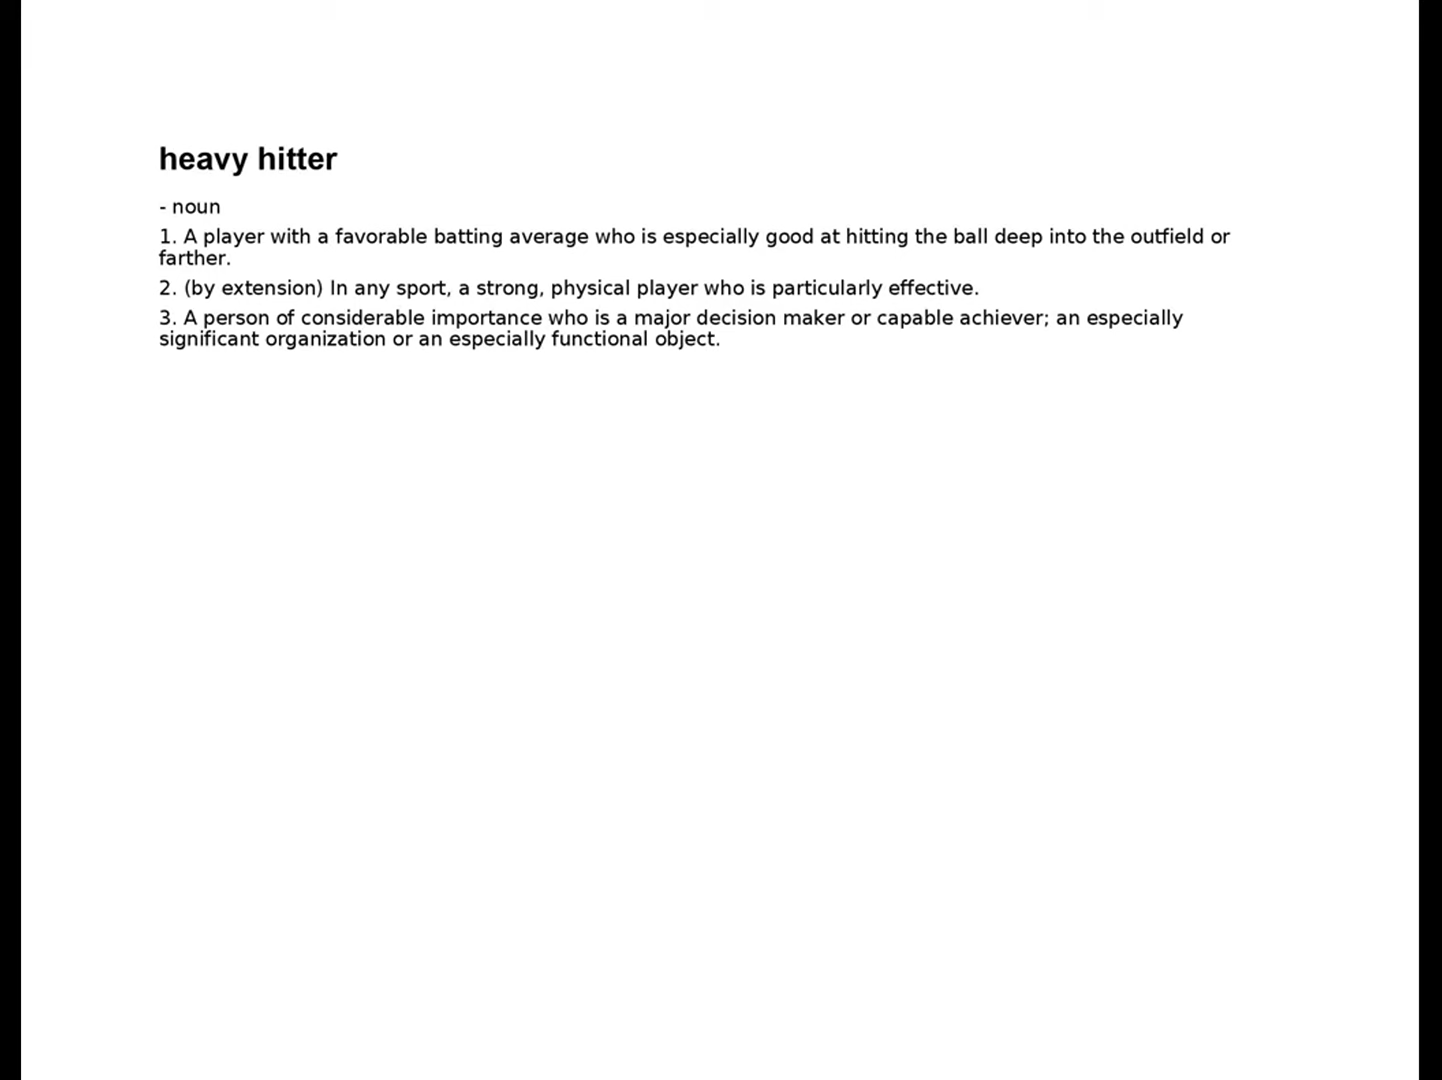 heavy hitter
- noun
1. A player with a favorable batting average who is especially good at hitting the ball deep into the outfield or
farther.
2. (by extension) In any sport, a strong, physical player who is particularly effective.
3. A person of considerable importance who is a major decision maker or capable achiever; an especially
significant organization or an especially functional object.